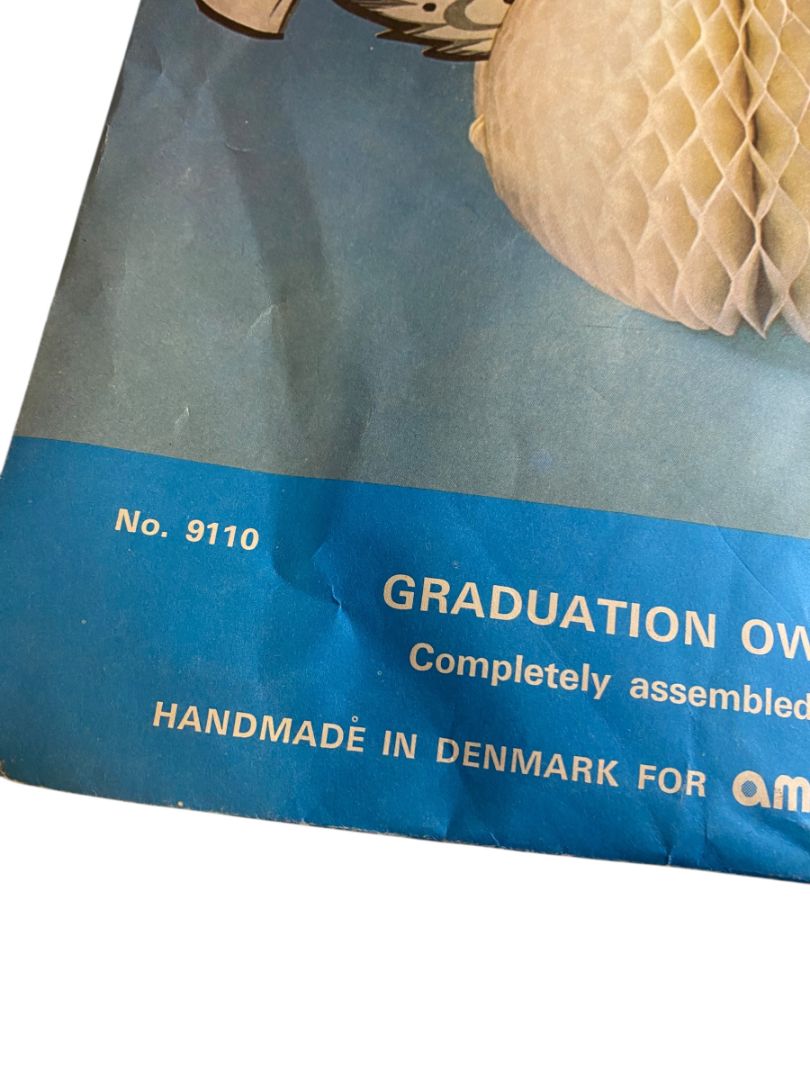 No. 9110
GRADUATION OW
Completely assembled
HANDMADE IN DENMARK FOR am